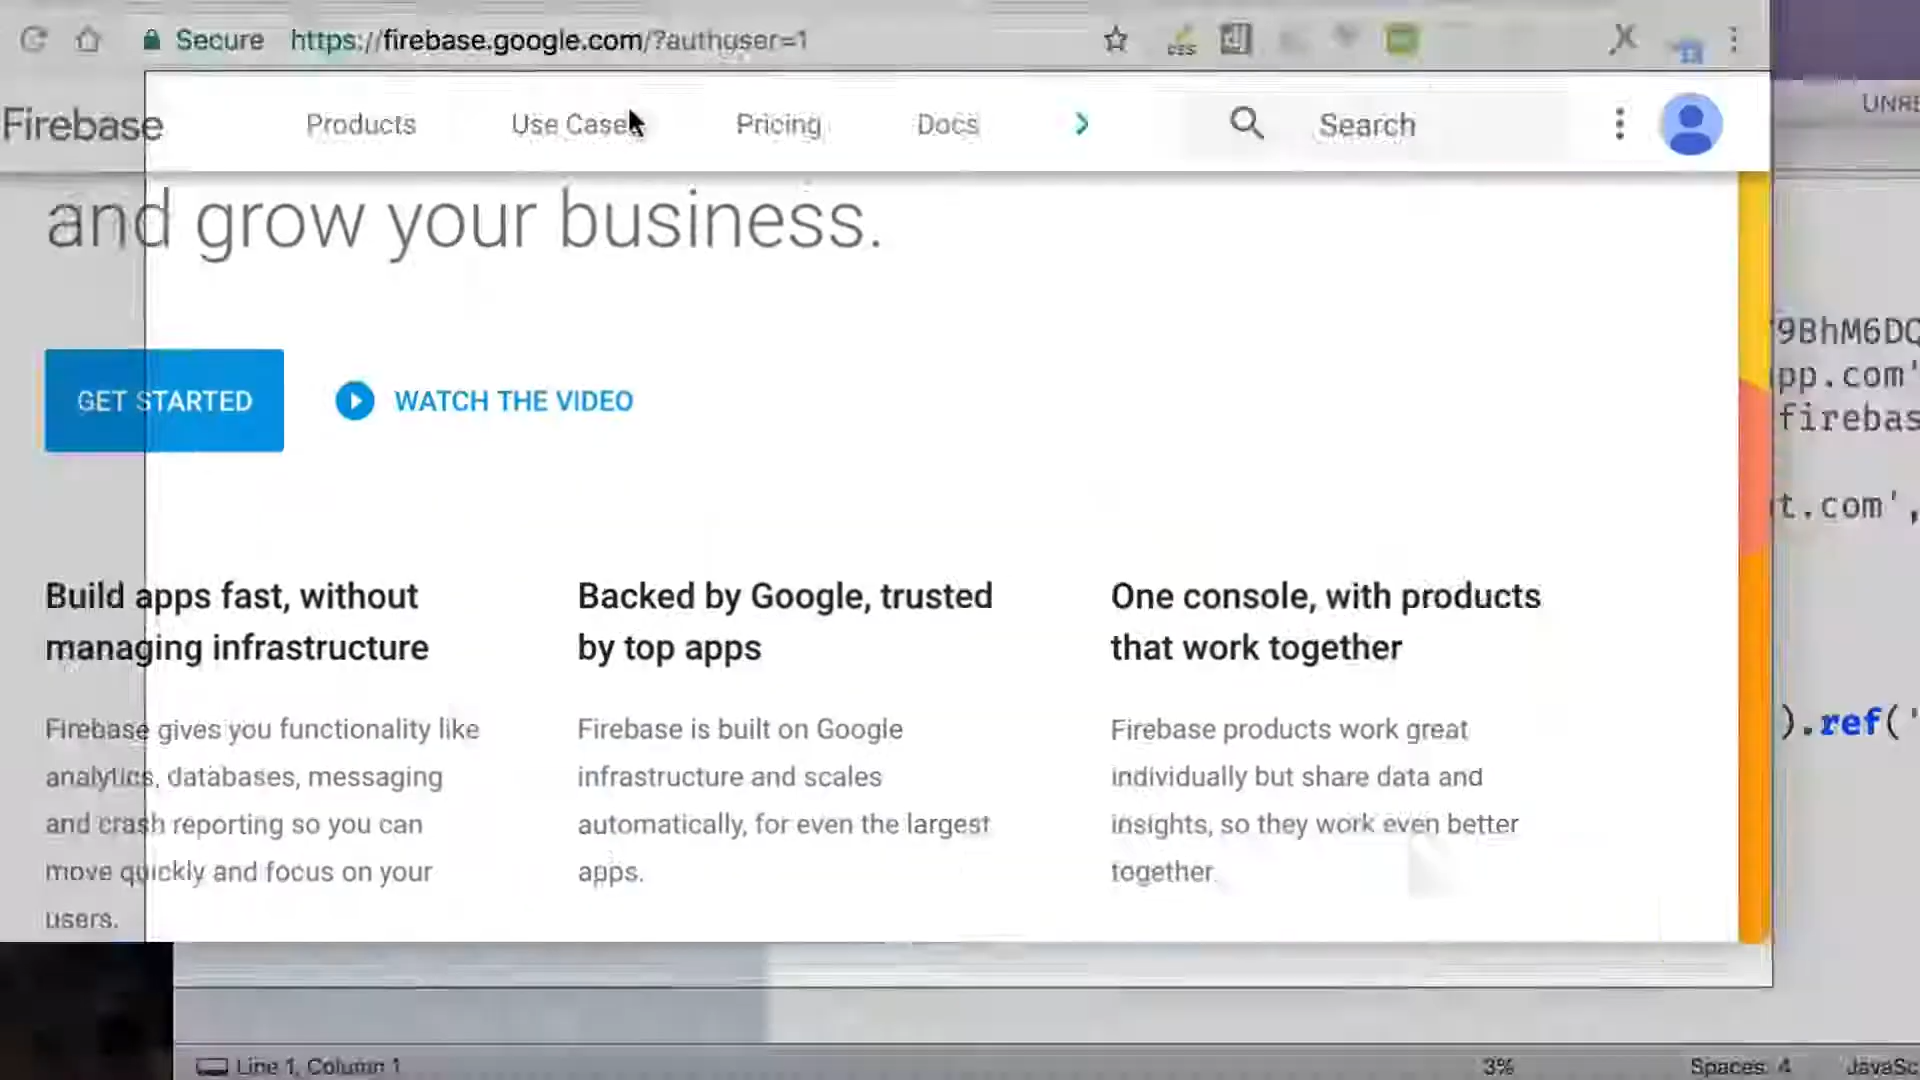 Secure https://firebase.google.com/?authuser=1
Firebase Products Use Cases Pricing Docs Search
UNRE
and grow your business.
GET STARTED WATCH THE VIDEO
9BhM6DQ
pp.com'
firebas
t.com',
Build apps fast, without
managing infrastructure
Firebase gives you functionality like
analytics, databases, messaging
and crash reporting so you can
move quickly and focus on your
users.
Backed by Google, trusted
by top apps
Firebase is built on Google
infrastructure and scales
automatically, for even the largest
apps.
One console, with products
that work together
Firebase products work great
individually but share data and
insights, so they work even better
together.
).ref('
Line 1, Column 1 3% Spaces: 4 JavaSc